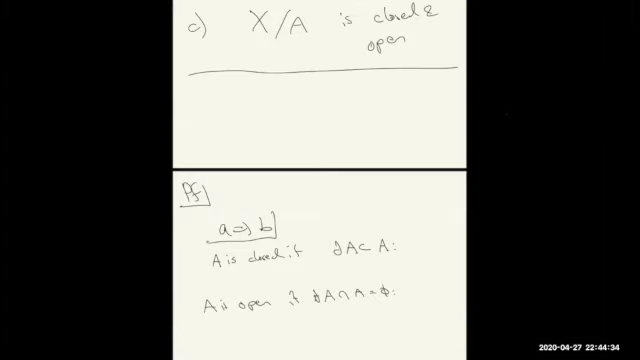 c) X/A is closed &
open
Pf
a ⇒ b
A is closed if ∂A ⊂ A:
A is open if ∂A ∩ A = ϕ:
2020-04-27 22:44:34